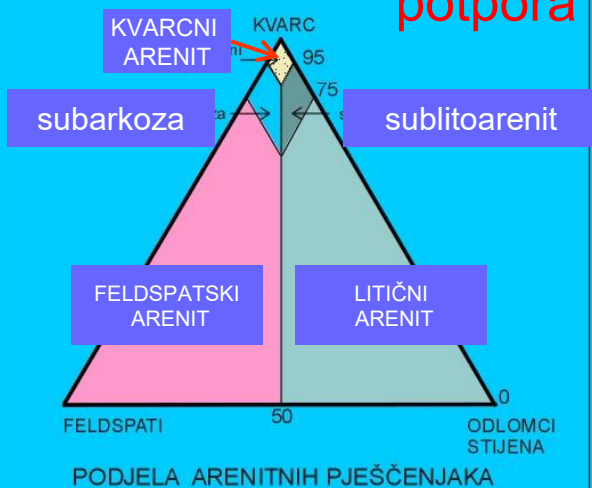 potpora
KVARC
KVARCNI
ARENIT
95
75
subarkoza
sublitoarenit
FELDSPATSKI
ARENIT
LITIČNI
ARENIT
0
50
FELDSPATI
ODLOMCI
STIJENA
PODJELA ARENITNIH PJEŠČENJAKA